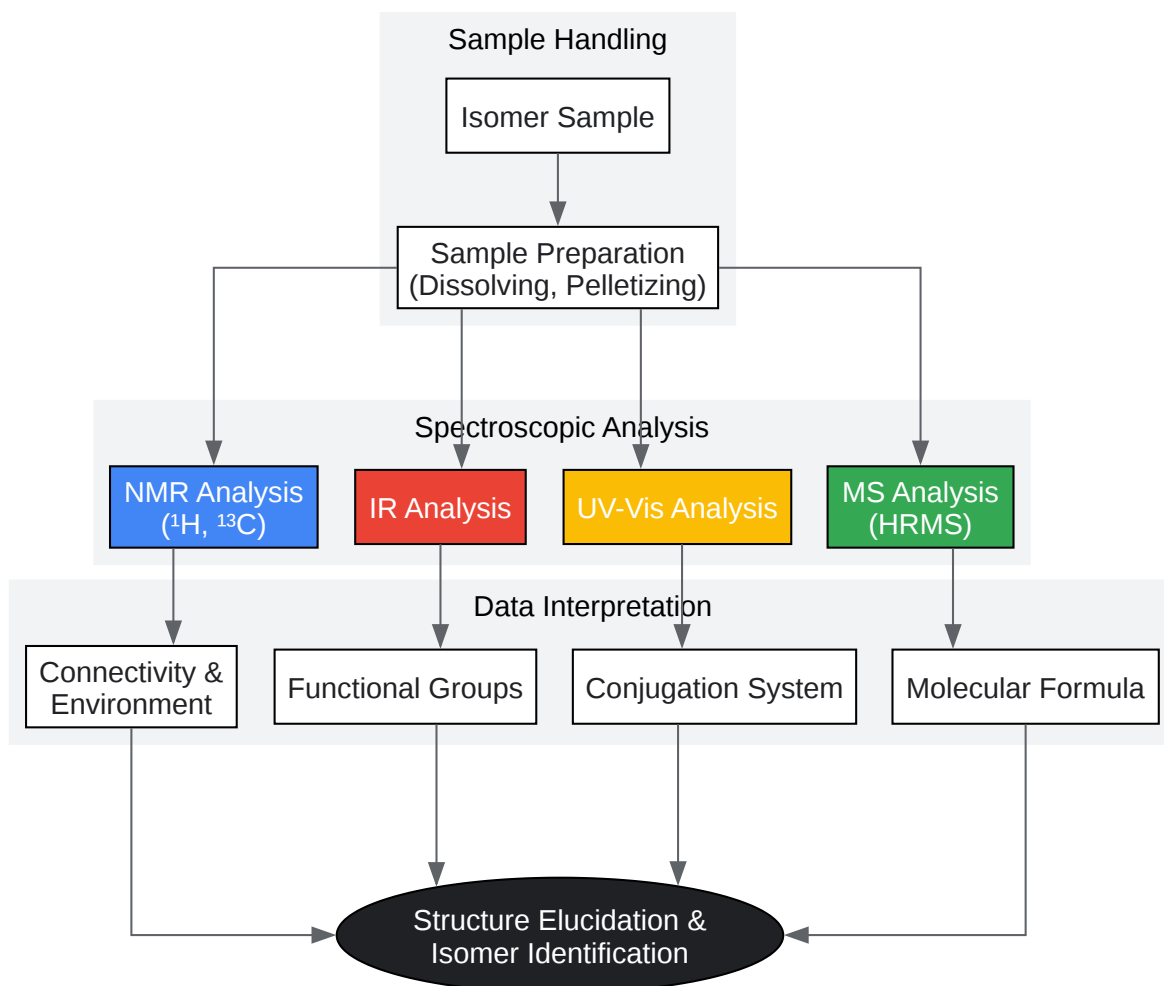 Sample Handling
Isomer Sample
Sample Preparation
(Dissolving, Pelletizing)
Spectroscopic Analysis
NMR Analysis
(¹H, ¹³C)
IR Analysis
UV-Vis Analysis
MS Analysis
(HRMS)
Data Interpretation
Connectivity &
Environment
Functional Groups
Conjugation System
Molecular Formula
Structure Elucidation &
Isomer Identification